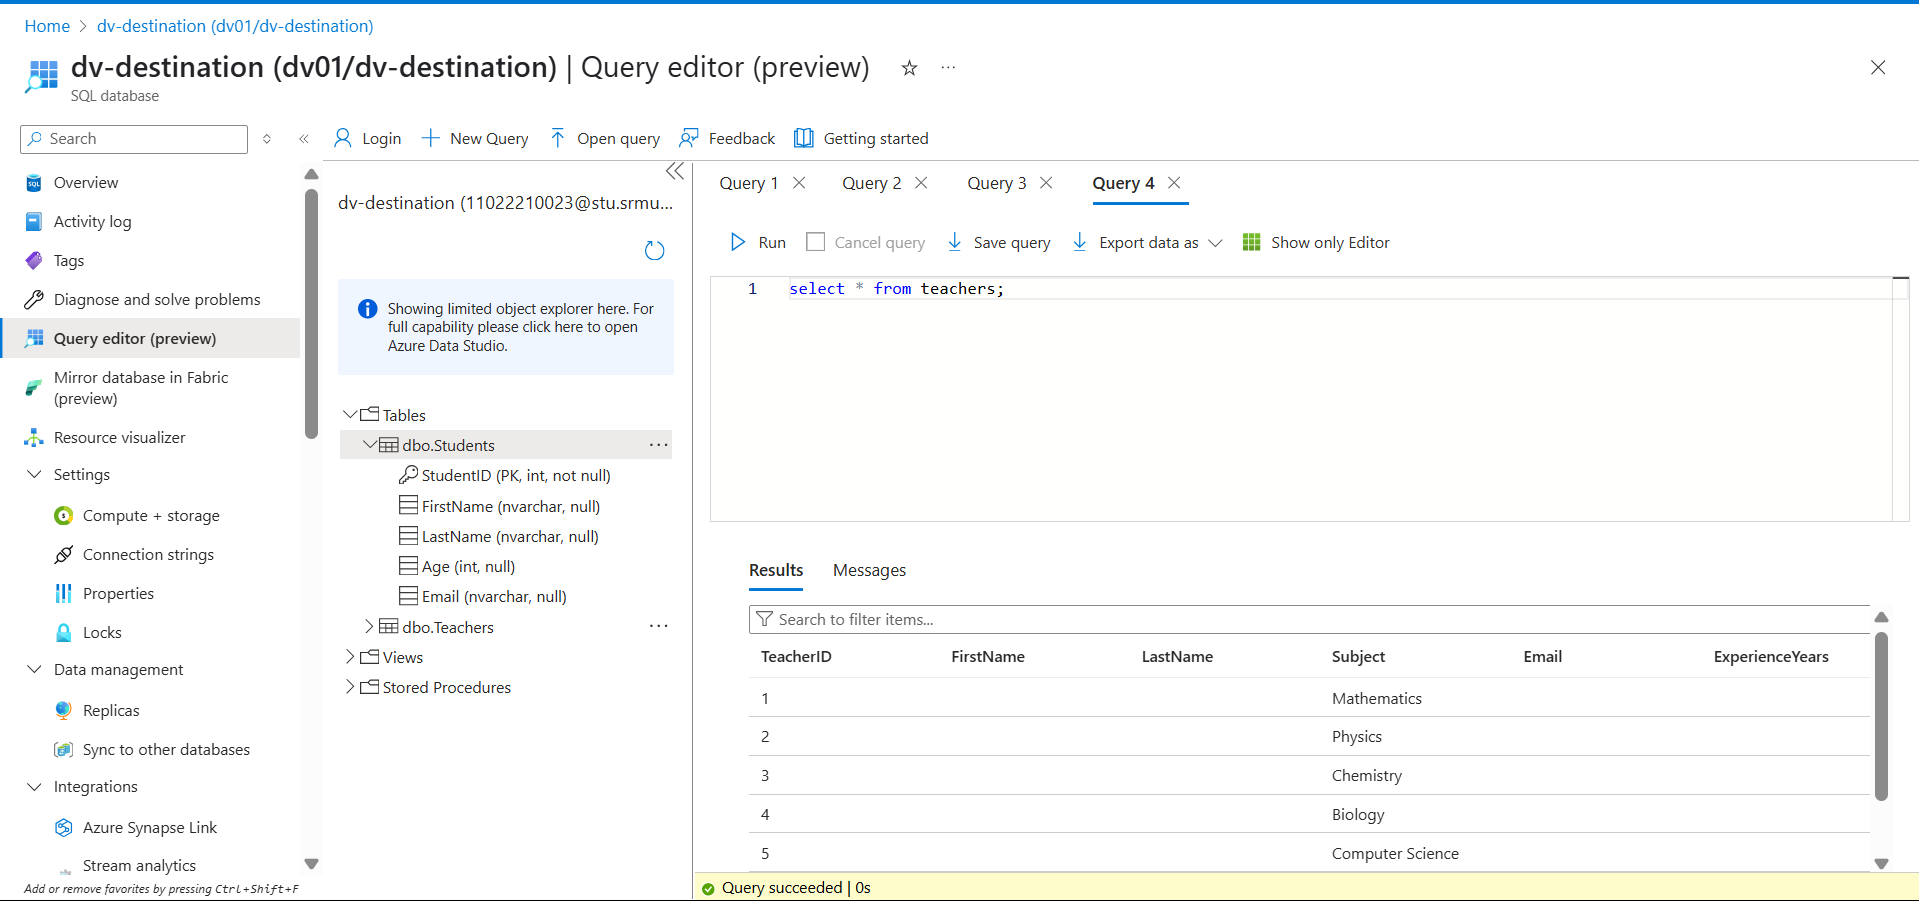 Home > dv-destination (dv01/dv-destination)
dv-destination (dv01/dv-destination) | Query editor (preview)
SQL database
Search
Login
New Query
Open query
Feedback
Getting started
Overview
Activity log
Tags
Diagnose and solve problems
Query editor (preview)
Mirror database in Fabric
(preview)
Resource visualizer
Settings
Compute + storage
Connection strings
Properties
Locks
Data management
Replicas
Sync to other databases
Integrations
Azure Synapse Link
Stream analytics
Add or remove favorites by pressing Ctrl+Shift+F
dv-destination (11022210023@stu.srmu...
Showing limited object explorer here. For
full capability please click here to open
Azure Data Studio.
Tables
dbo.Students
StudentID (PK, int, not null)
FirstName (nvarchar, null)
LastName (nvarchar, null)
Age (int, null)
Email (nvarchar, null)
dbo.Teachers
Views
Stored Procedures
Query 1 Query 2 Query 3 Query 4
Run Cancel query Save query Export data as Show only Editor
1 select * from teachers;
Results Messages
Search to filter items...
TeacherID FirstName LastName Subject Email ExperienceYears
1 Mathematics
2 Physics
3 Chemistry
4 Biology
5 Computer Science
Query succeeded | 0s